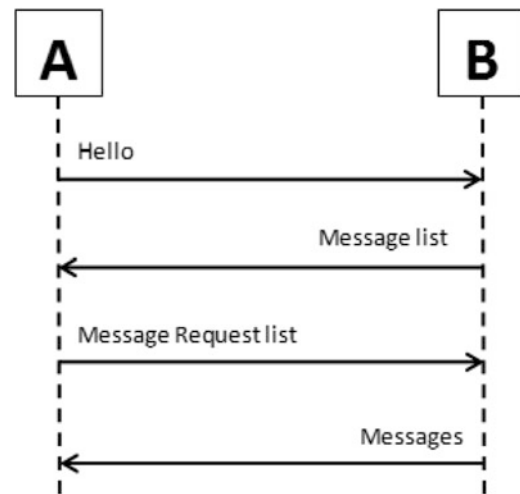 A
B
Hello
Message list
Message Request list
Messages